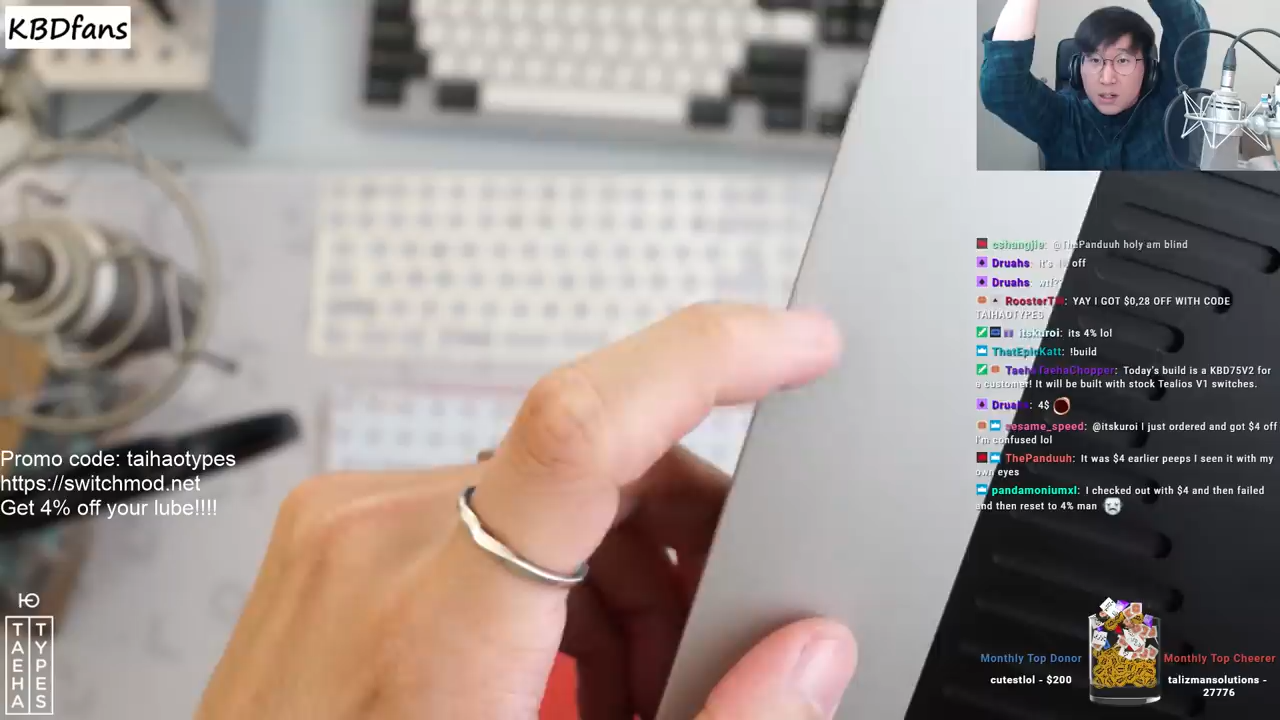 KBDfans
cshangjie: @ThePanduuh holy am blind
Druahs: it's off
Druahs: wtf??
RoosterT: YAY I GOT $0,28 OFF WITH CODE
TAIHAOTYPES
itskuroi: its 4% lol
ThatEpicKatt: !build
TaehaTaehaChopper: Today's build is a KBD75V2 for
a customer! It will be built with stock Tealios V1 switches.
Druahs: 4$
sesame_speed: @itskuroi I just ordered and got $4 off
I'm confused lol
ThePanduuh: It was $4 earlier peeps I seen it with my
own eyes
pandamoniumxl: I checked out with $4 and then failed
and then reset to 4% man
Promo code: taihaotypes
https://switchmod.net
Get 4% off your lube!!!!
TAEHA
TYPES
Monthly Top Donor
cutestlol - $200
Monthly Top Cheerer
talizmansolutions -
27776